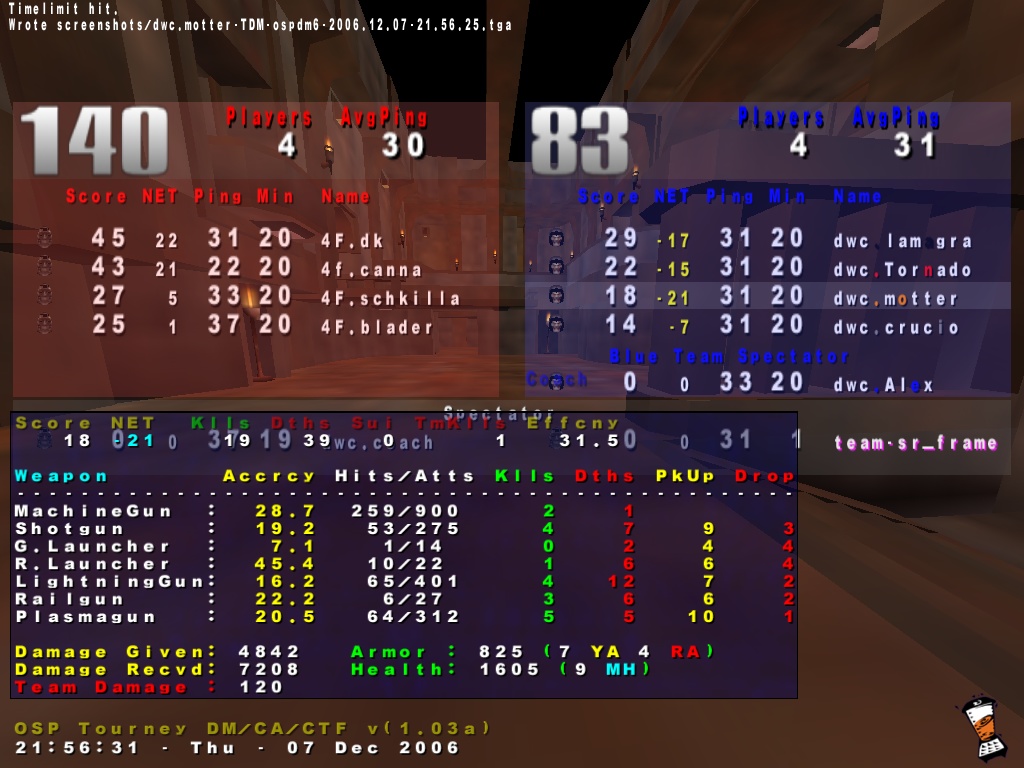 Timelimit hit.
Wrote screenshots/dwc.motter-TDM-ospdm6-2006.12.07-21.56.25.tga
140 Players AvgPing
4 30
Score NET Ping Min Name
45 22 31 20 4F.dk
43 21 22 20 4f.canna
27 5 33 20 4F.schkilla
25 1 37 20 4F.blader
83 Players AvgPing
4 31
Score NET Ping Min Name
29 -17 31 20 dwc lamagra
22 -15 31 20 dwc.Tornado
18 -21 31 20 dwc.motter
14 -7 31 20 dwc.crucio
Blue Team Spectator
Coach 0 0 33 20 dwc.Alex
Spectator
0 0 37 19 dwc.coach
0 0 31 1 team-sr_frame
Score NET Klls Dths Sui TmKlls Effcny
18 -21 19 39 0 1 31.5
Weapon Accrcy Hits/Atts Klls Dths PkUp Drop
MachineGun : 28.7 259/900 2 1
Shotgun : 19.2 53/275 4 7 9 3
G.Launcher : 7.1 1/14 0 2 4 4
R.Launcher : 45.4 10/22 1 6 6 4
LightningGun: 16.2 65/401 4 12 7 2
Railgun : 22.2 6/27 3 6 6 2
Plasmagun : 20.5 64/312 5 5 10 1
Damage Given: 4842 Armor : 825 (7 YA 4 RA)
Damage Recvd: 7208 Health: 1605 (9 MH)
Team Damage : 120
OSP Tourney DM/CA/CTF v(1.03a)
21:56:31 - Thu - 07 Dec 2006